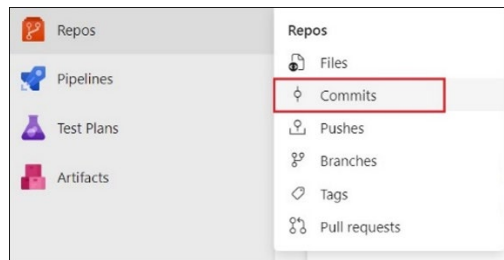 Repos
Pipelines
Test Plans
Artifacts
Repos
Files
Commits
Pushes
Branches
Tags
Pull requests